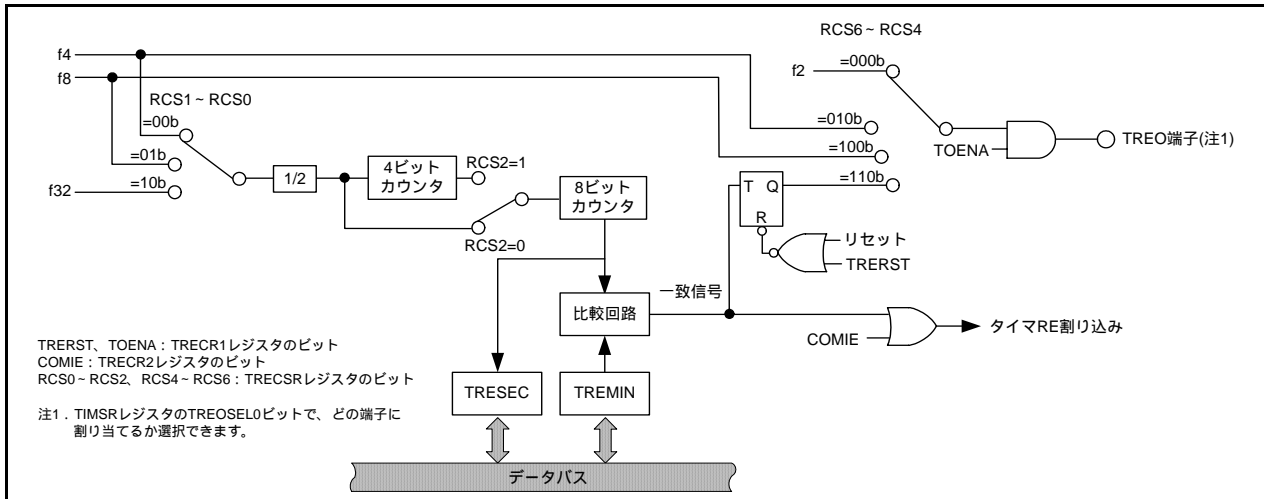 RCS6～RCS4
f4
f2
=000b
f8
RCS1～RCS0
=00b
=010b
TREO端子(注1)
TOENA
=01b
=100b
4ビット
カウンタ
RCS2=1
8ビット
カウンタ
1/2
f32
=10b
T Q
=110b
R
RCS2=0
リセット
TRERST
一致信号
比較回路
タイマRE割り込み
COMIE
TRERST、TOENA：TRECR1レジスタのビット
COMIE：TRECR2レジスタのビット
RCS0～RCS2、RCS4～RCS6：TRECSRレジスタのビット
TRESEC
TREMIN
注1．TIMSRレジスタのTREOSEL0ビットで、どの端子に
割り当てるか選択できます。
データバス